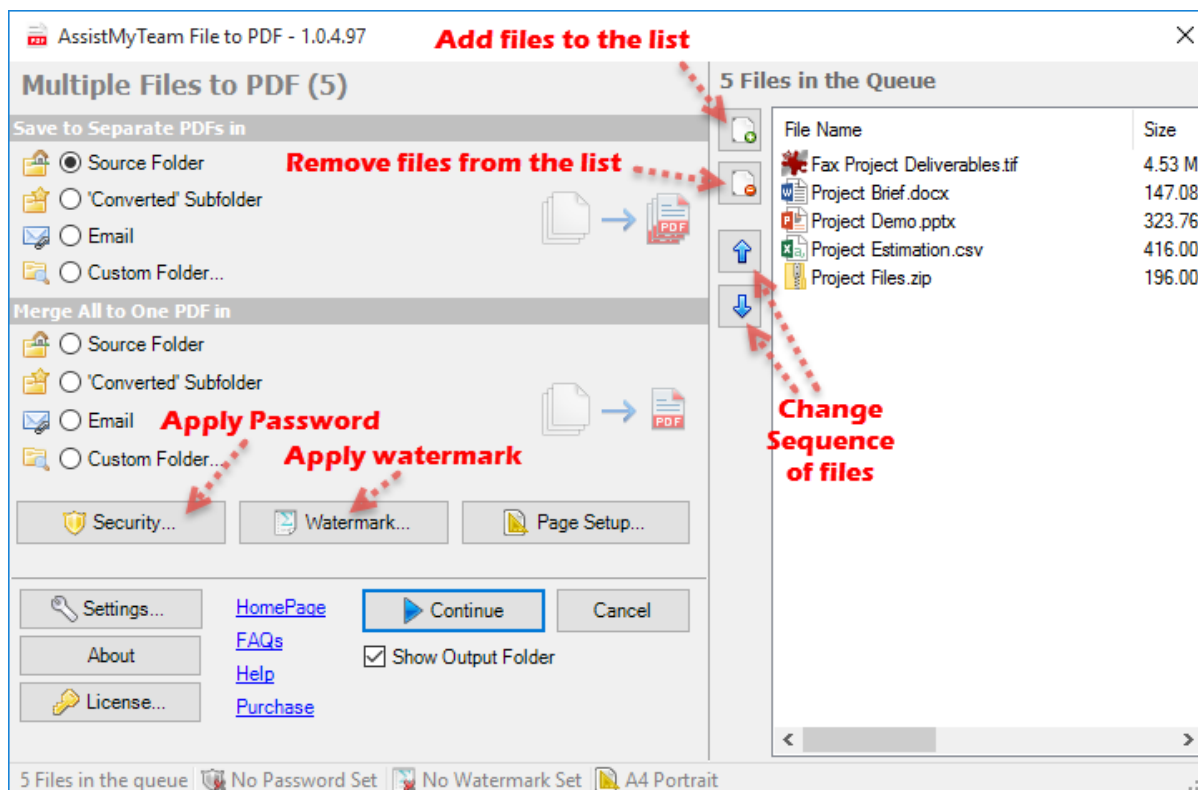 AssistMyTeam File to PDF - 1.0.4.97
Add files to the list
Multiple Files to PDF (5)
Save to Separate PDFs in
Source Folder
Remove files from the list
'Converted' Subfolder
Email
PDF
Custom Folder...
Merge All to One PDF in
Source Folder
'Converted' Subfolder
Email
Apply Password
PDF
Custom Folder...
Apply watermark
Security...
Watermark...
Page Setup...
Settings...
HomePage
Continue
Cancel
About
FAQs
Show Output Folder
Help
License...
Purchase
5 Files in the Queue
File Name Size
Fax Project Deliverables.tif 4.53 M
Project Brief.docx 147.08
Project Demo.pptx 323.76
Project Estimation.csv 416.00
Project Files.zip 196.00
Change
Sequence
of files
5 Files in the queue No Password Set No Watermark Set A4 Portrait